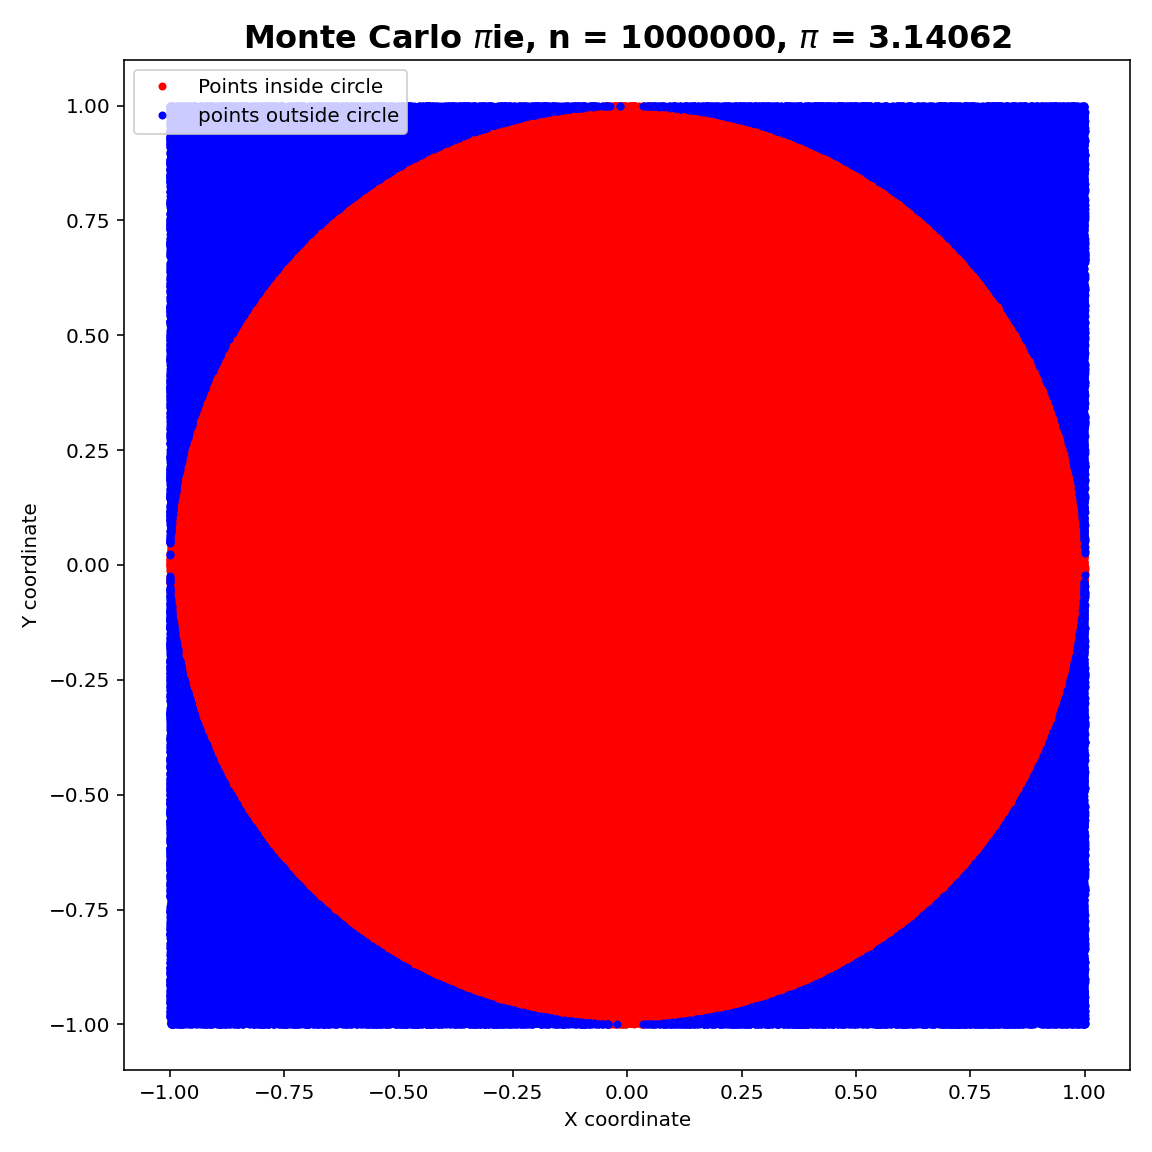 Monte Carlo πie, n = 1000000, π = 3.14062
Points inside circle
points outside circle
1.00
0.75
0.50
0.25
0.00
−0.25
−0.50
−0.75
−1.00
Y coordinate
−1.00 −0.75 −0.50 −0.25 0.00 0.25 0.50 0.75 1.00
X coordinate